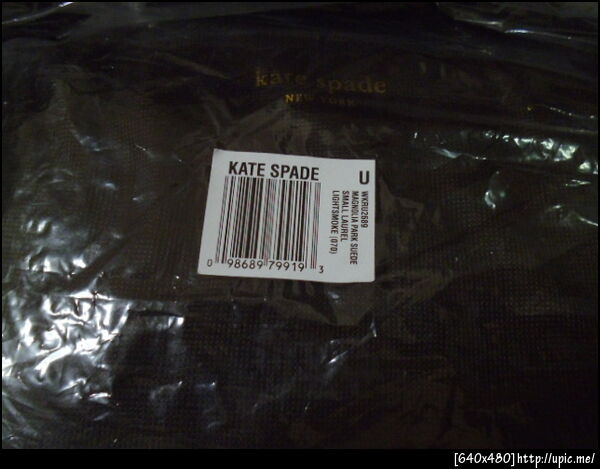 kate spade
NEW YORK
KATE SPADE
U
WKRU2689
MAGNOLIA PARK SUEDE
SMALL LAUREL
LIGHTSMOKE (070)
0 98689 79919 3
[640x480]http://upic.me/